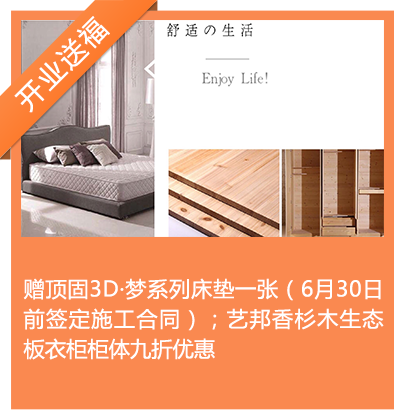 开业送福
舒适の生活
Enjoy Life!
赠顶固3D·梦系列床垫一张（6月30日
前签定施工合同）；艺邦香杉木生态
板衣柜柜体九折优惠